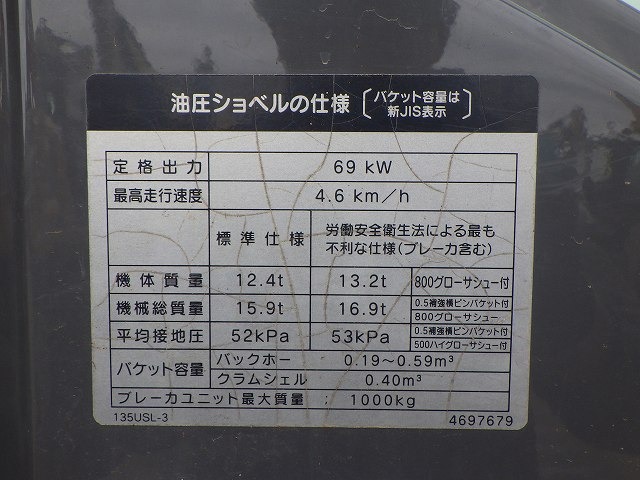 油圧ショベルの仕様 〔バケット容量は
新JIS表示〕
定格出力 69 kW
最高走行速度 4.6 km/h
標準仕様 労働安全衛生法による最も
不利な仕様(ブレーカ含む)
機体質量 12.4t 13.2t 800グローサシュー付
機械総質量 15.9t 16.9t 0.5補強横ピンバケット付
800グローサシュー
平均接地圧 52kPa 53kPa 0.5補強横ピンバケット付
500ハイグローサシュー付
バケット容量 バックホー 0.19~0.59m³
クラムシェル 0.40m³
ブレーカユニット最大質量 1000kg
135USL-3 4697679